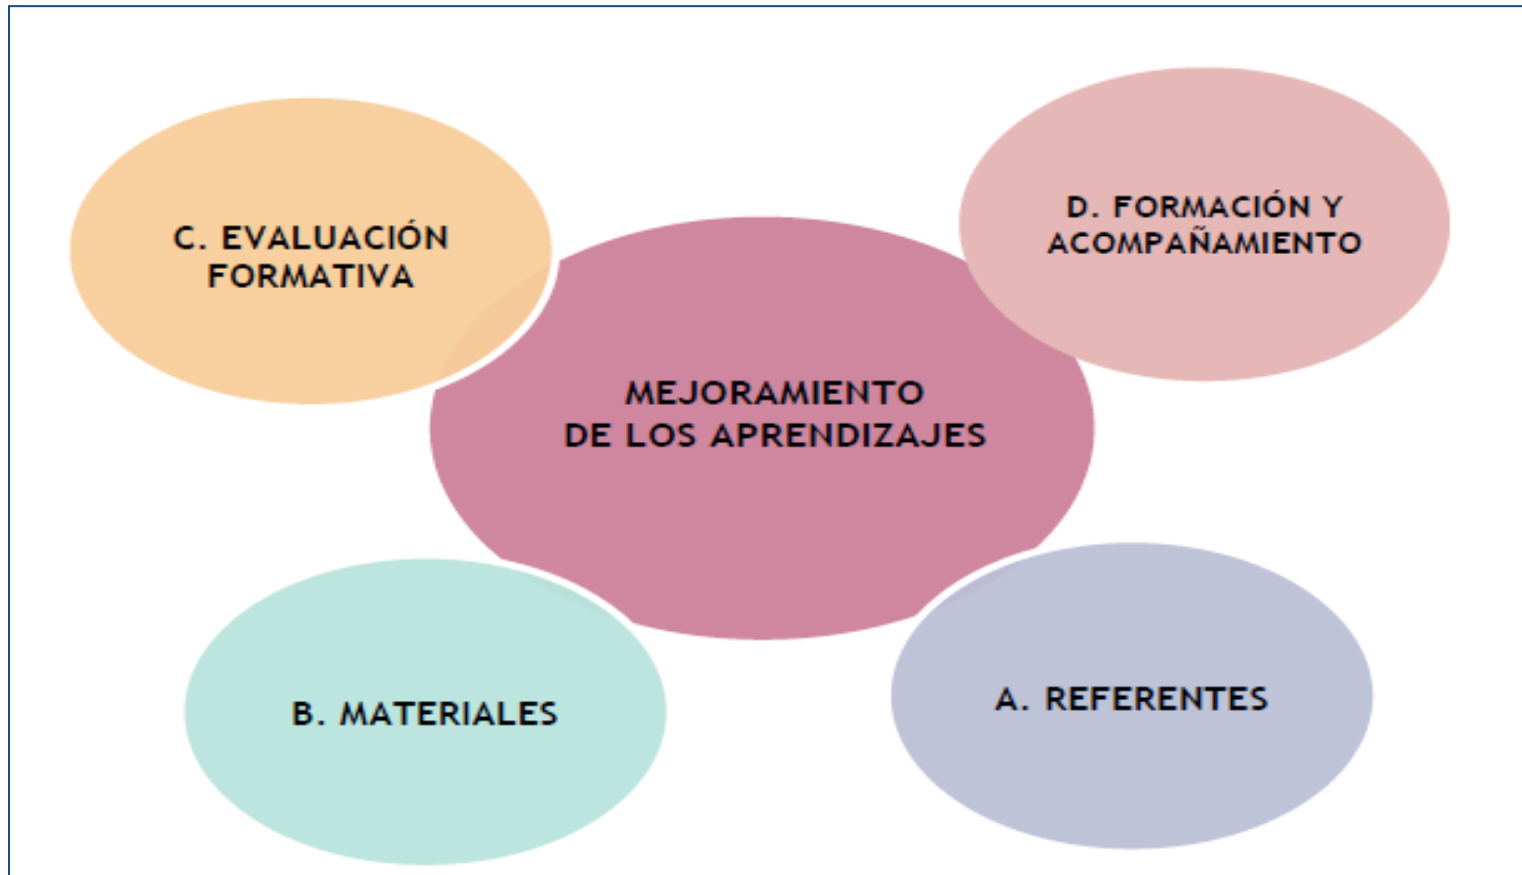 C. EVALUACIÓN
FORMATIVA
D. FORMACIÓN Y
ACOMPAÑAMIENTO
MEJORAMIENTO
DE LOS APRENDIZAJES
B. MATERIALES
A. REFERENTES